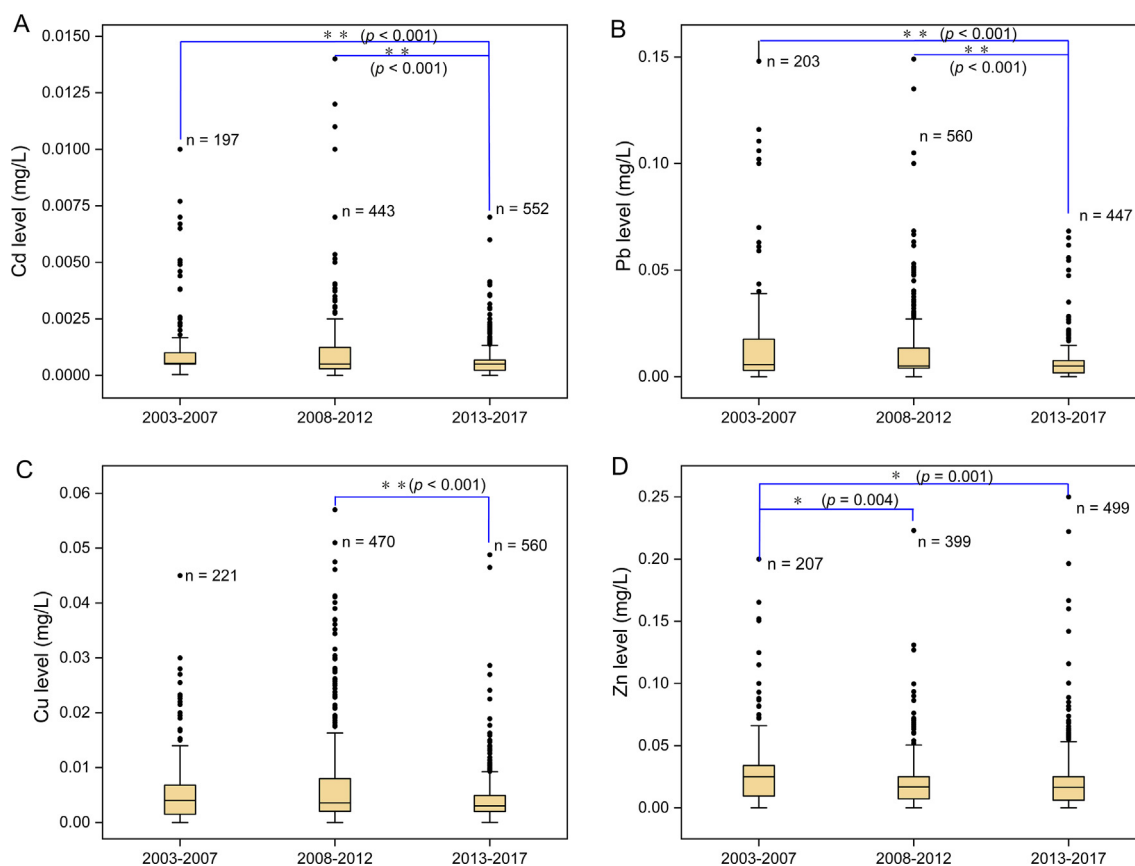 A
Cd level (mg/L)
0.0150
0.0125
0.0100
0.0075
0.0050
0.0025
0.0000
** (p < 0.001)
**
(p < 0.001)
n = 197
n = 443
n = 552
2003-2007
2008-2012
2013-2017
B
Pb level (mg/L)
0.15
0.10
0.05
0.00
** (p < 0.001)
**
(p < 0.001)
n = 203
n = 560
n = 447
2003-2007
2008-2012
2013-2017
C
Cu level (mg/L)
0.06
0.05
0.04
0.03
0.02
0.01
0.00
**(p < 0.001)
n = 221
n = 470
n = 560
2003-2007
2008-2012
2013-2017
D
Zn level (mg/L)
0.25
0.20
0.15
0.10
0.05
0.00
* (p = 0.001)
* (p = 0.004)
n = 207
n = 399
n = 499
2003-2007
2008-2012
2013-2017